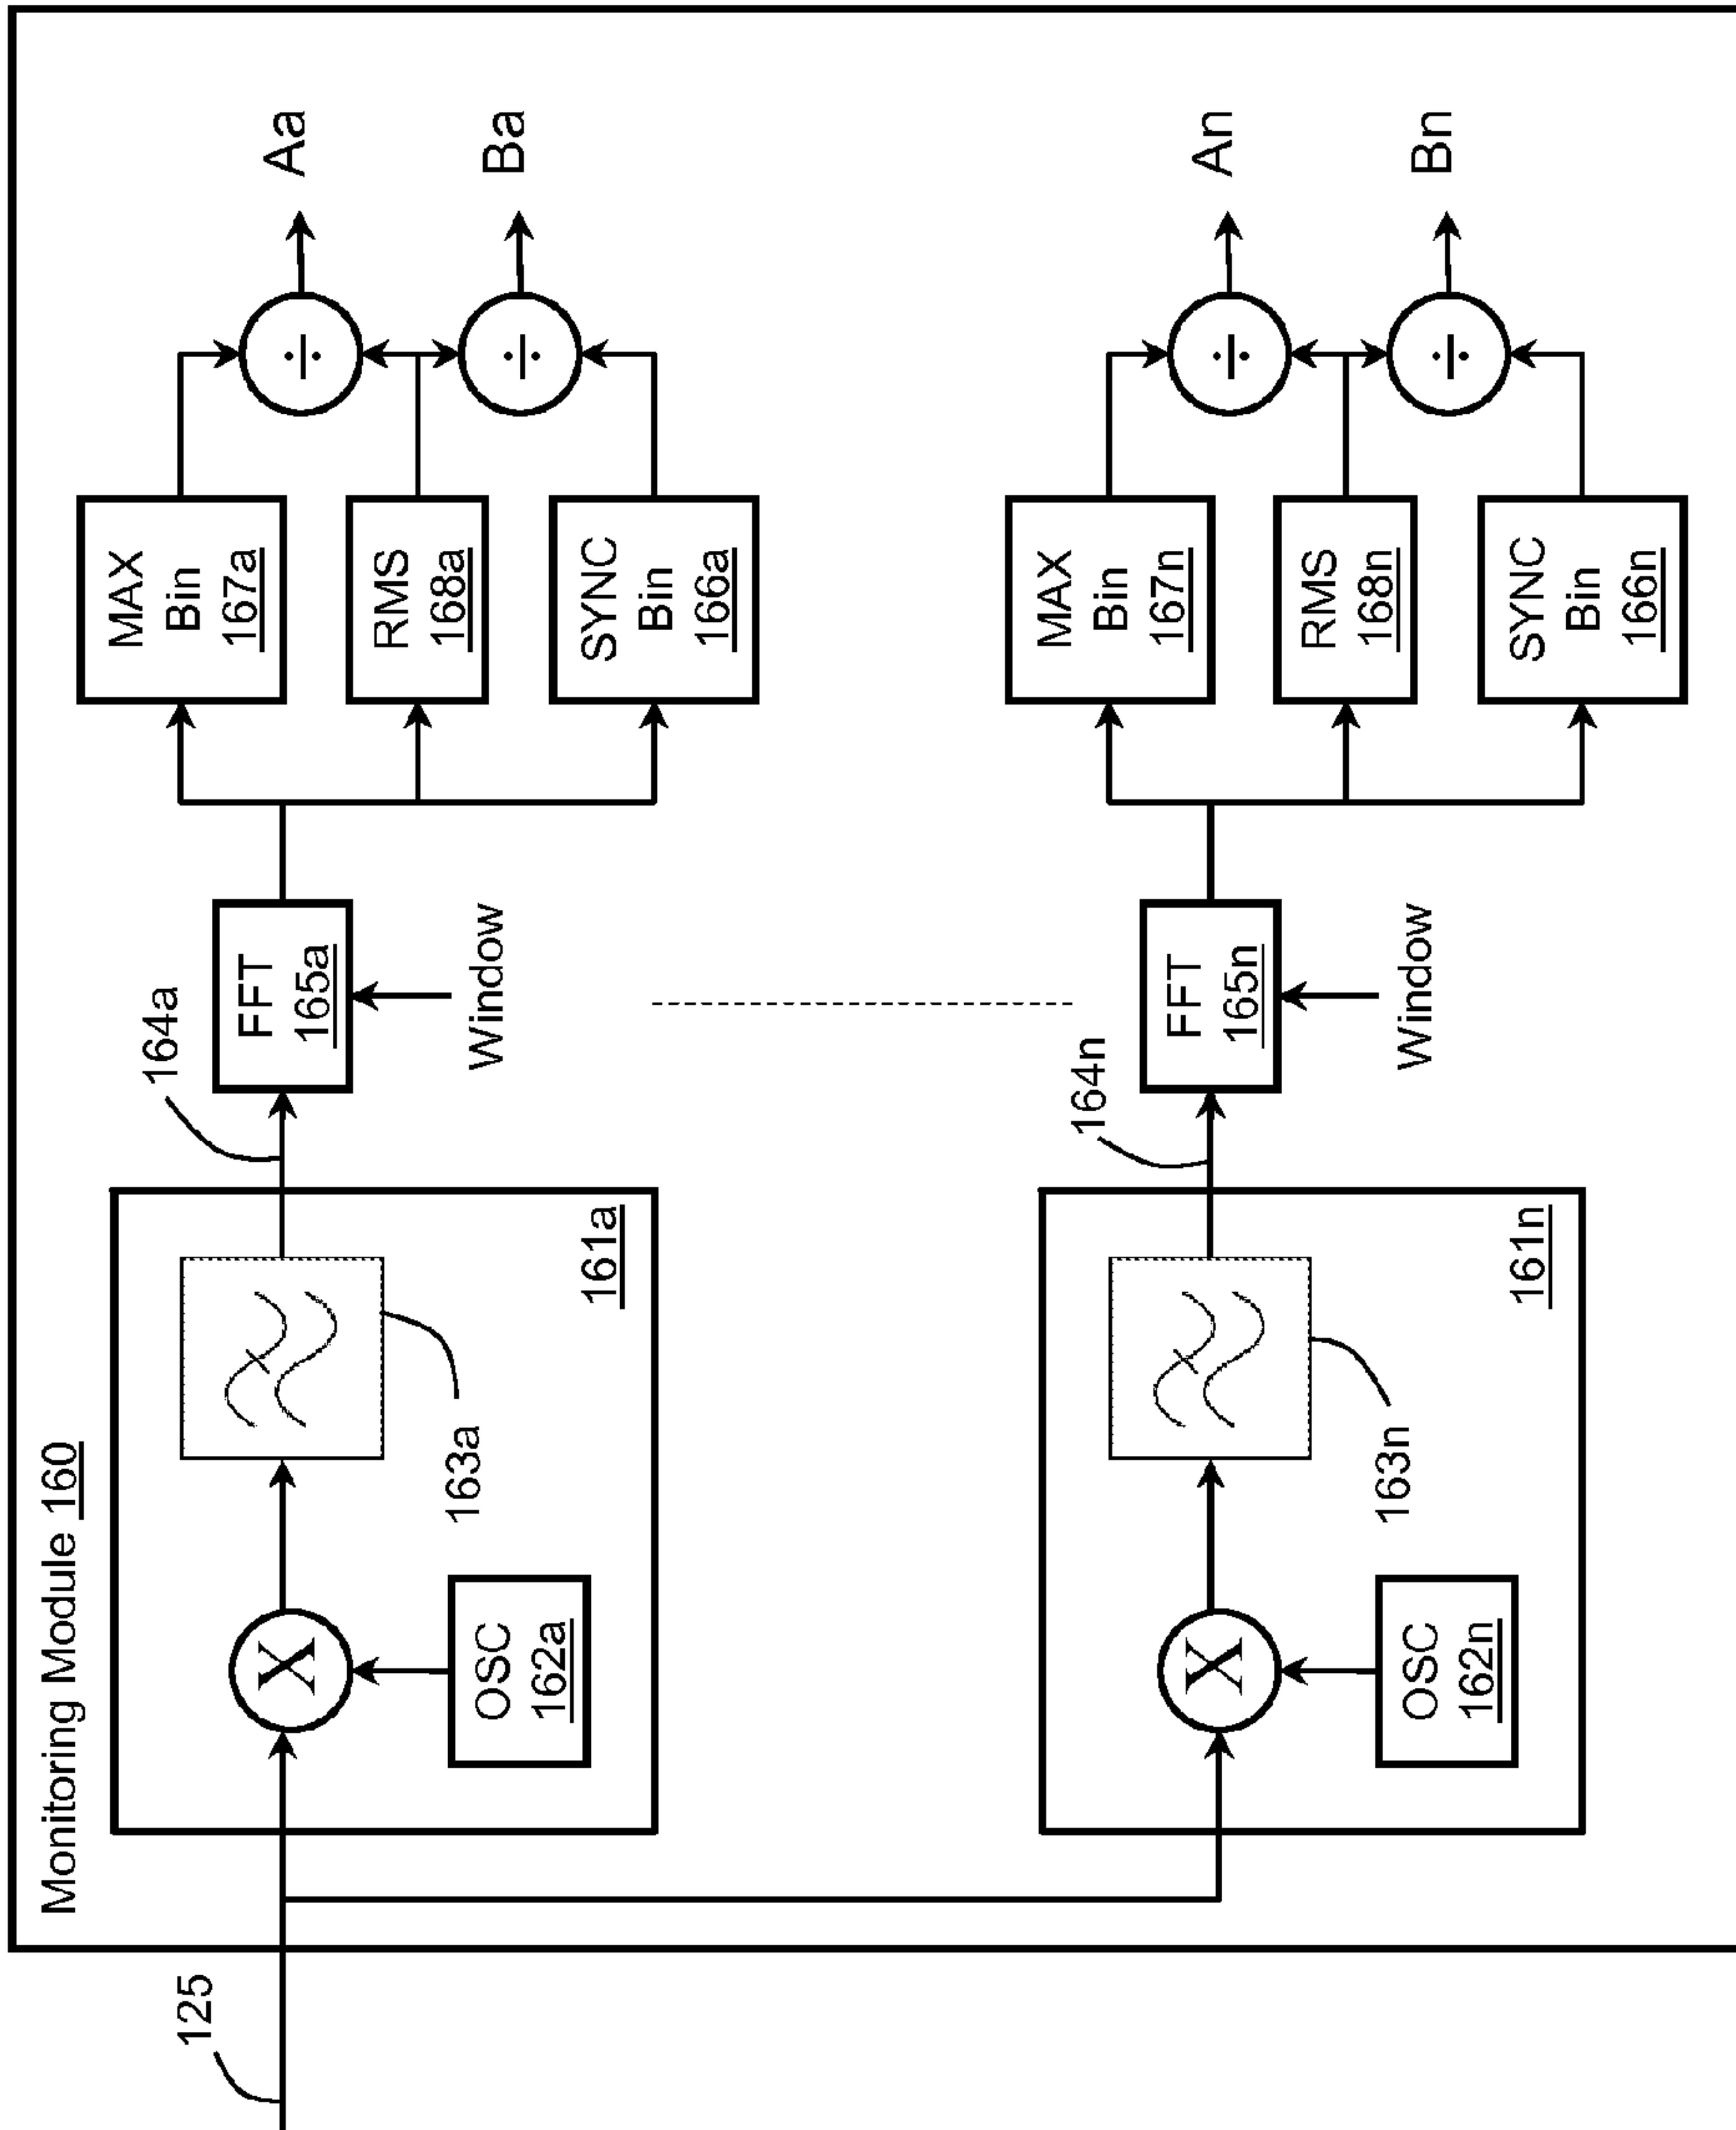 Monitoring Module 160
125
161a
X
OSC
162a
163a
164a
FFT
165a
Window
MAX
Bin
167a
RMS
168a
SYNC
Bin
166a
÷
÷
Aa
Ba
161n
X
OSC
162n
163n
164n
FFT
165n
Window
MAX
Bin
167n
RMS
168n
SYNC
Bin
166n
÷
÷
An
Bn